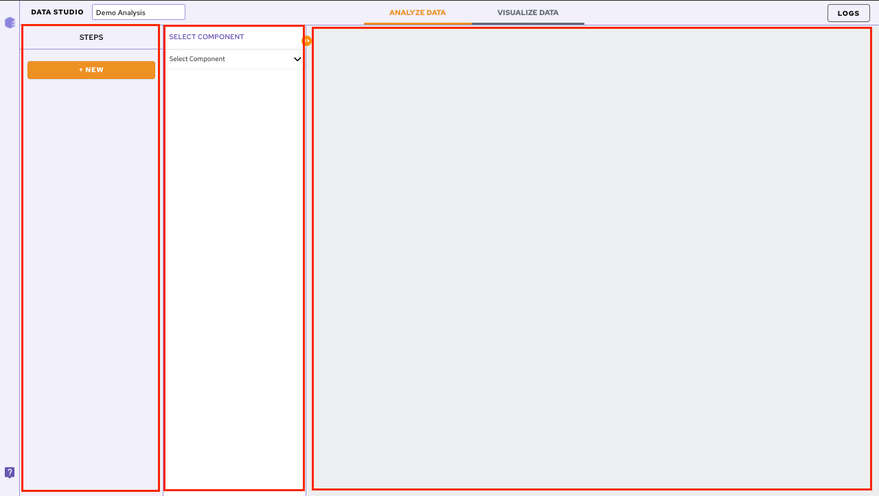 DATA STUDIO
Demo Analysis
ANALYZE DATA
VISUALIZE DATA
LOGS
STEPS
+ NEW
SELECT COMPONENT
Select Component
?